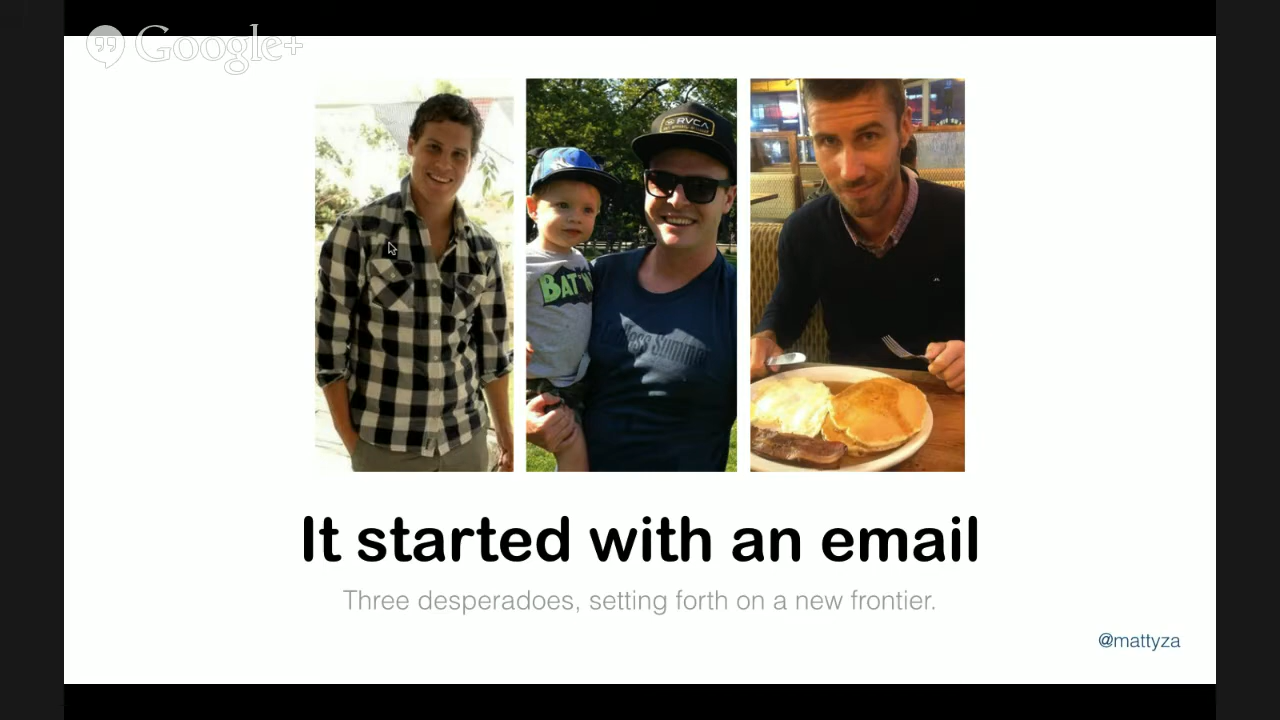 Google+
RVCA
BAT
It started with an email
Three desperadoes, setting forth on a new frontier.
@mattyza